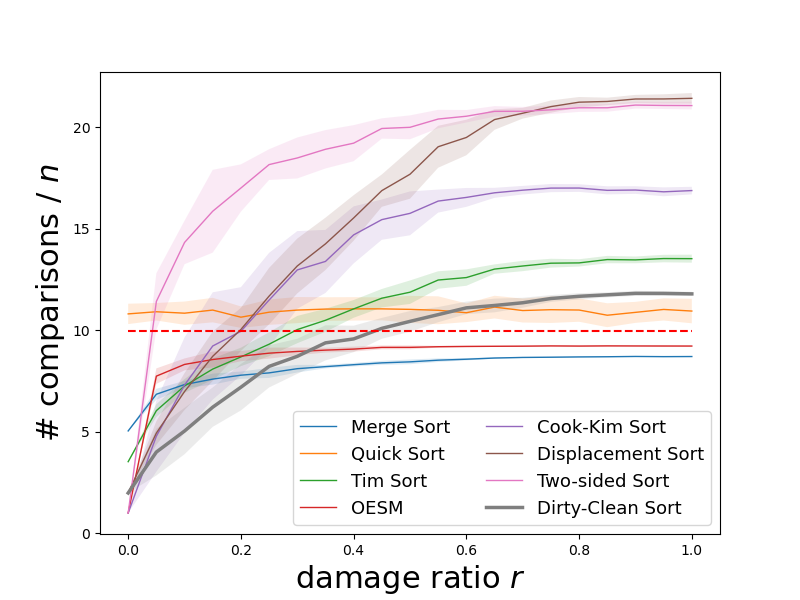 # comparisons / n
20
15
10
5
0
0.0 0.2 0.4 0.6 0.8 1.0
damage ratio r
Merge Sort
Quick Sort
Tim Sort
OESM
Cook-Kim Sort
Displacement Sort
Two-sided Sort
Dirty-Clean Sort